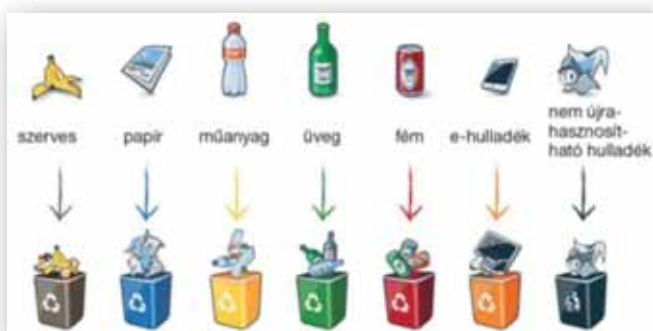 szerves papír műanyag üveg fém e-hulladék nem újra-
hasznosít-
ható hulladék